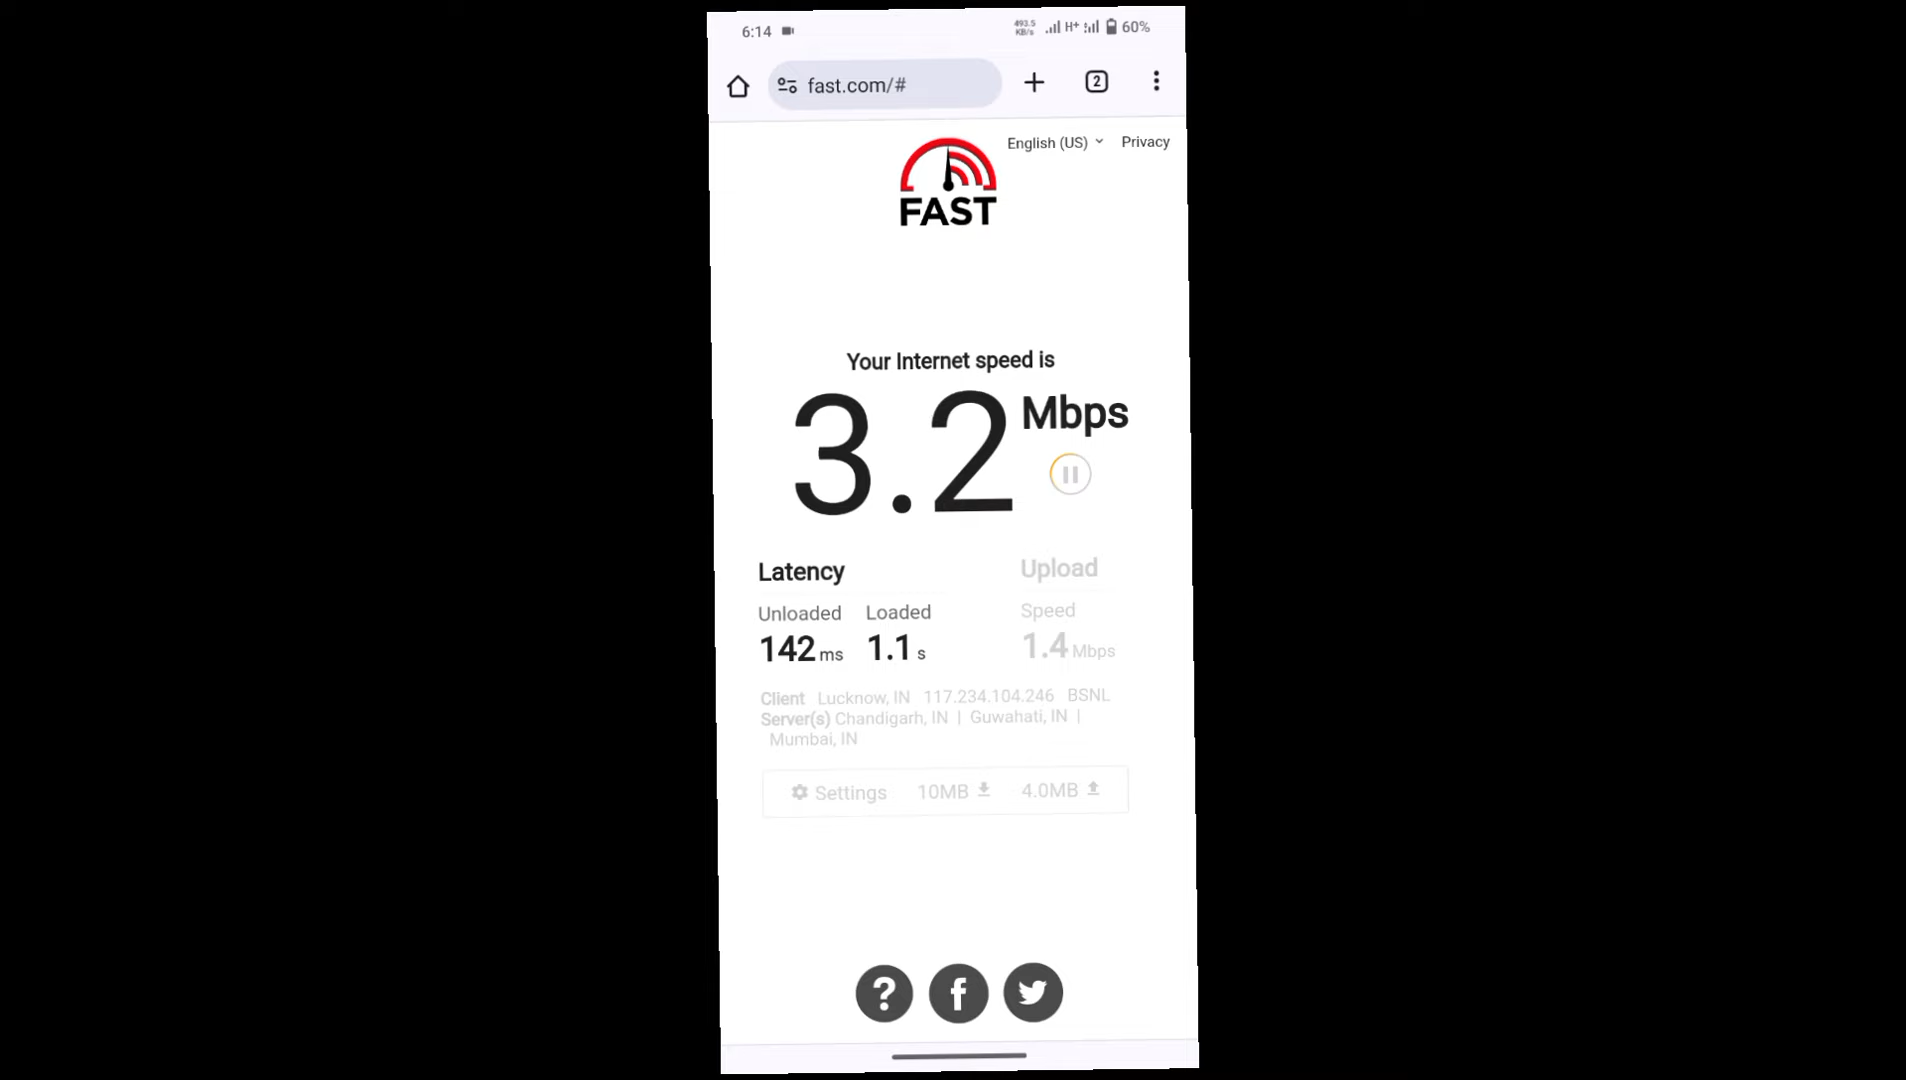 6:14 493.5 KB/s H+ 60%
fast.com/# 2
English (US) Privacy
FAST
Your Internet speed is
3.2 Mbps
Latency Upload
Unloaded Loaded Speed
142 ms 1.1 s 1.4 Mbps
Client Lucknow, IN 117.234.104.246 BSNL
Server(s) Chandigarh, IN | Guwahati, IN |
Mumbai, IN
Settings 10MB 4.0MB